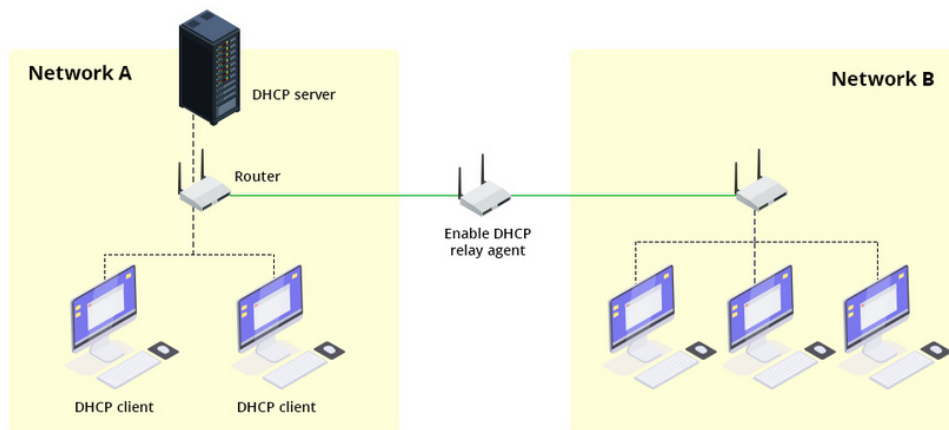 Network A
DHCP server
Network B
Router
Enable DHCP
relay agent
DHCP client
DHCP client